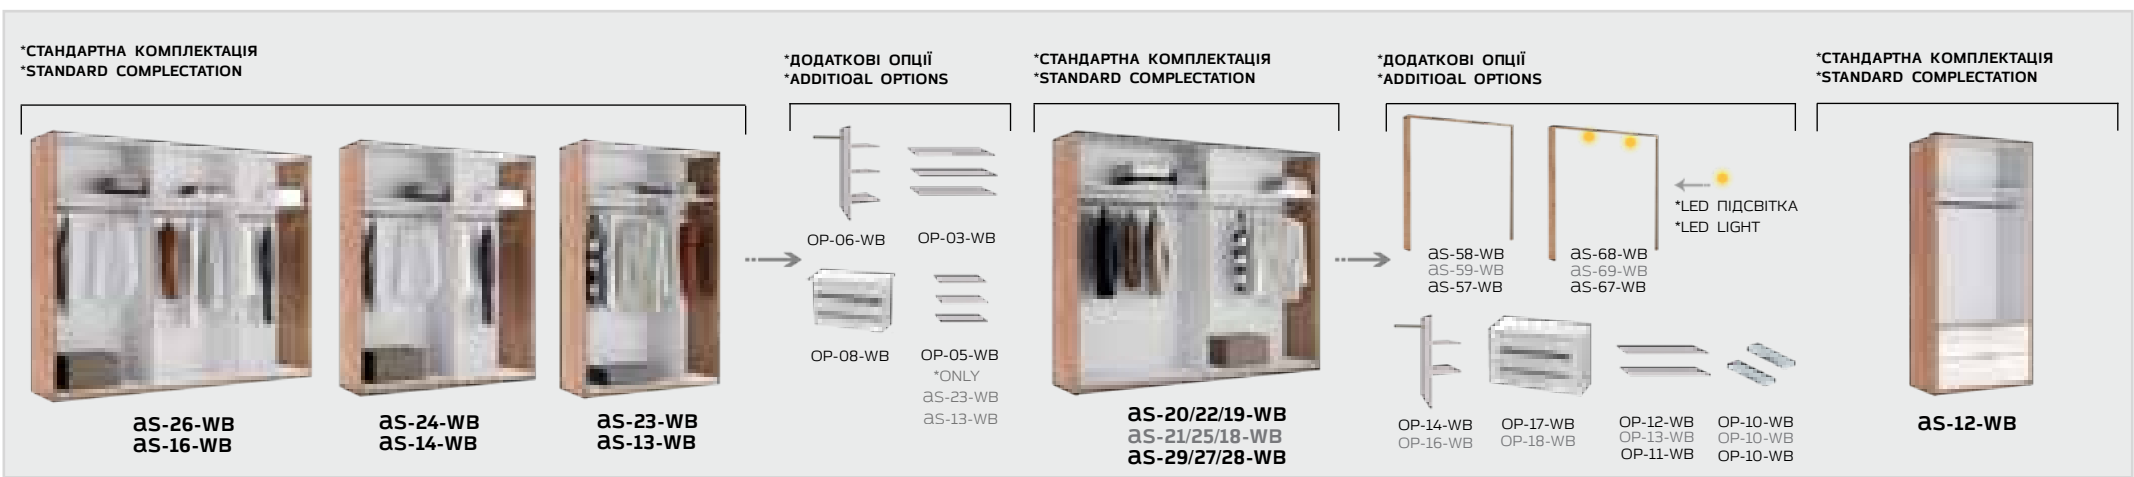 *СТАНДАРТНА КОМПЛЕКТАЦІЯ
*STANDARD COMPLECTATION
aS-26-WB
aS-16-WB
aS-24-WB
aS-14-WB
aS-23-WB
aS-13-WB
*ДОДАТКОВІ ОПЦІЇ
*ADDITIOaL OPTIONS
OP-06-WB
OP-03-WB
OP-08-WB
OP-05-WB
*ONLY
aS-23-WB
aS-13-WB
*СТАНДАРТНА КОМПЛЕКТАЦІЯ
*STANDARD COMPLECTATION
aS-20/22/19-WB
aS-21/25/18-WB
aS-29/27/28-WB
*ДОДАТКОВІ ОПЦІЇ
*ADDITIOaL OPTIONS
*LED ПІДСВІТКА
*LED LIGHT
aS-58-WB
aS-59-WB
aS-57-WB
aS-68-WB
aS-69-WB
aS-67-WB
OP-14-WB
OP-16-WB
OP-17-WB
OP-18-WB
OP-12-WB
OP-13-WB
OP-11-WB
OP-10-WB
OP-10-WB
OP-10-WB
*СТАНДАРТНА КОМПЛЕКТАЦІЯ
*STANDARD COMPLECTATION
aS-12-WB